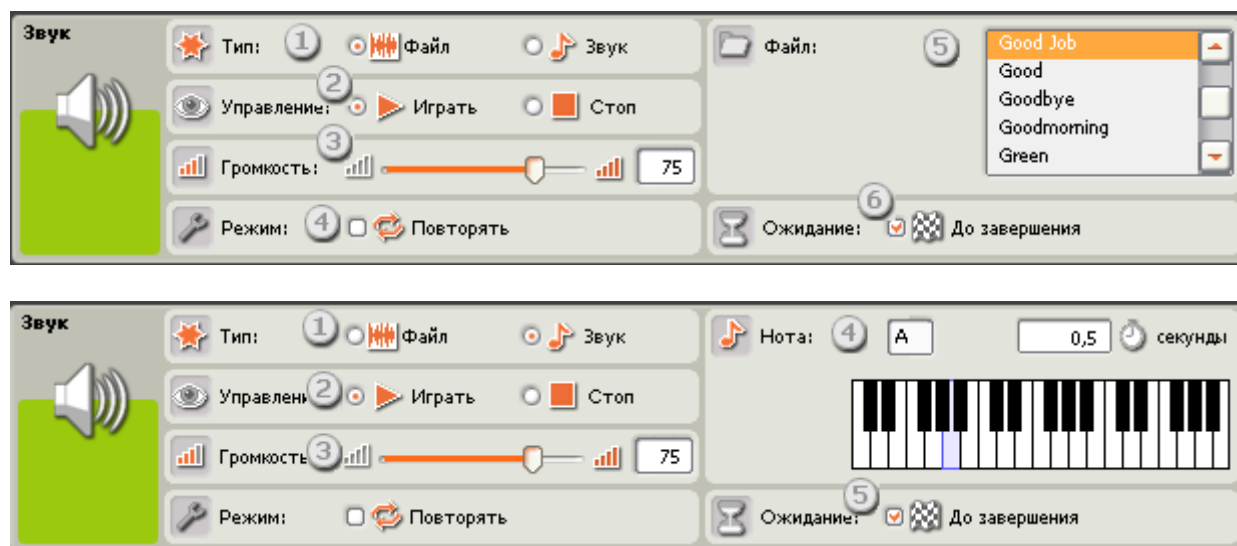 Звук
Тип: 1 Файл Звук
Управление: 2 Играть Стоп
Громкость: 3 75
Режим: 4 Повторять
Файл: 5
Good Job
Good
Goodbye
Goodmorning
Green
Ожидание: 6 До завершения
Звук
Тип: 1 Файл Звук
Управлени 2 Играть Стоп
Громкость 3 75
Режим: Повторять
Нота: 4 A 0,5 секунды
Ожидание: 5 До завершения